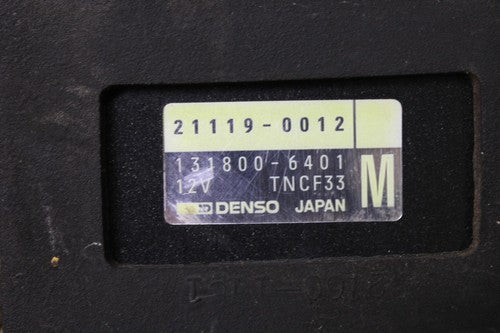 21119-0012
131800-6401
12V TNCF33
M
DENSO JAPAN